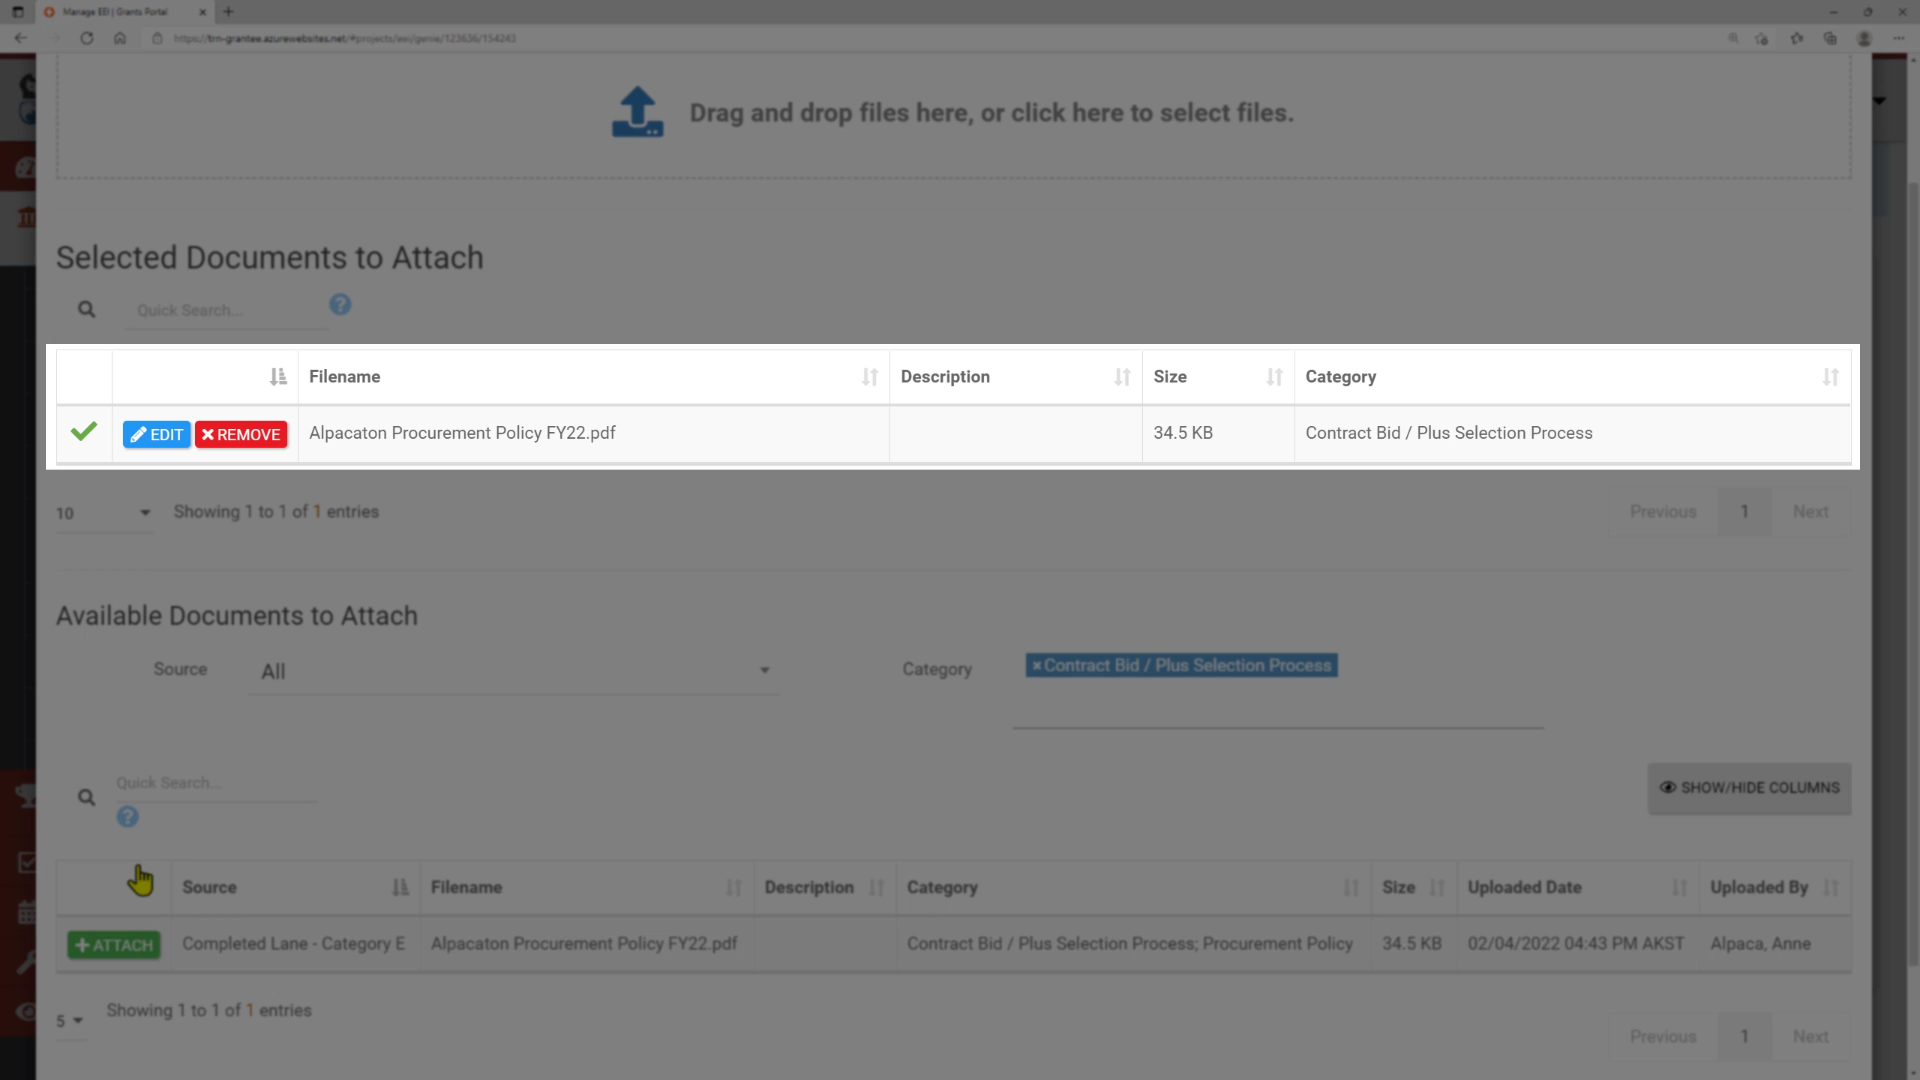 Manage EEI | Grants Portal
https://trn-grantee.azurewebsites.net/#projects/eei/genie/123636/154243
Drag and drop files here, or click here to select files.
Selected Documents to Attach
Quick Search...
Filename Description Size Category
EDIT REMOVE Alpacaton Procurement Policy FY22.pdf 34.5 KB Contract Bid / Plus Selection Process
10 Showing 1 to 1 of 1 entries Previous 1 Next
Available Documents to Attach
Source All Category ×Contract Bid / Plus Selection Process
Quick Search...
SHOW/HIDE COLUMNS
Source Filename Description Category Size Uploaded Date Uploaded By
+ATTACH Completed Lane - Category E Alpacaton Procurement Policy FY22.pdf Contract Bid / Plus Selection Process; Procurement Policy 34.5 KB 02/04/2022 04:43 PM AKST Alpaca, Anne
5 Showing 1 to 1 of 1 entries
Previous 1 Next